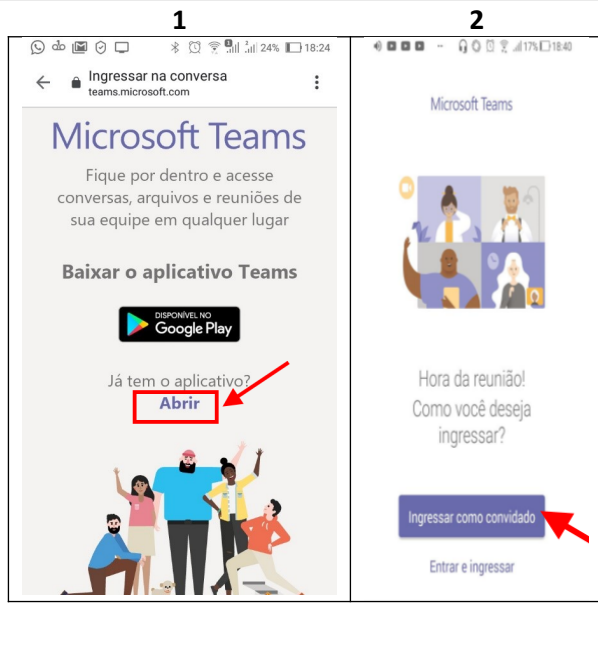 1
24% 18:24
Ingressar na conversa
teams.microsoft.com
Microsoft Teams
Fique por dentro e acesse
conversas, arquivos e reuniões de
sua equipe em qualquer lugar
Baixar o aplicativo Teams
DISPONÍVEL NO
Google Play
Já tem o aplicativo?
Abrir
2
17% 18:40
Microsoft Teams
Hora da reunião!
Como você deseja
ingressar?
Ingressar como convidado
Entrar e ingressar